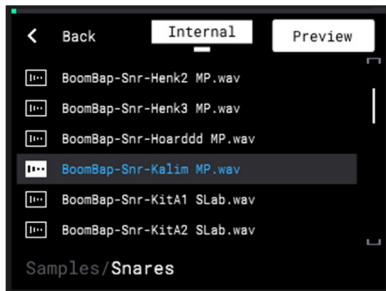 Back
Internal
Preview
BoomBap-Snr-Henk2 MP.wav
BoomBap-Snr-Henk3 MP.wav
BoomBap-Snr-Hoarddd MP.wav
BoomBap-Snr-Kalim MP.wav
BoomBap-Snr-KitA1 SLab.wav
BoomBap-Snr-KitA2 SLab.wav
Samples/Snares